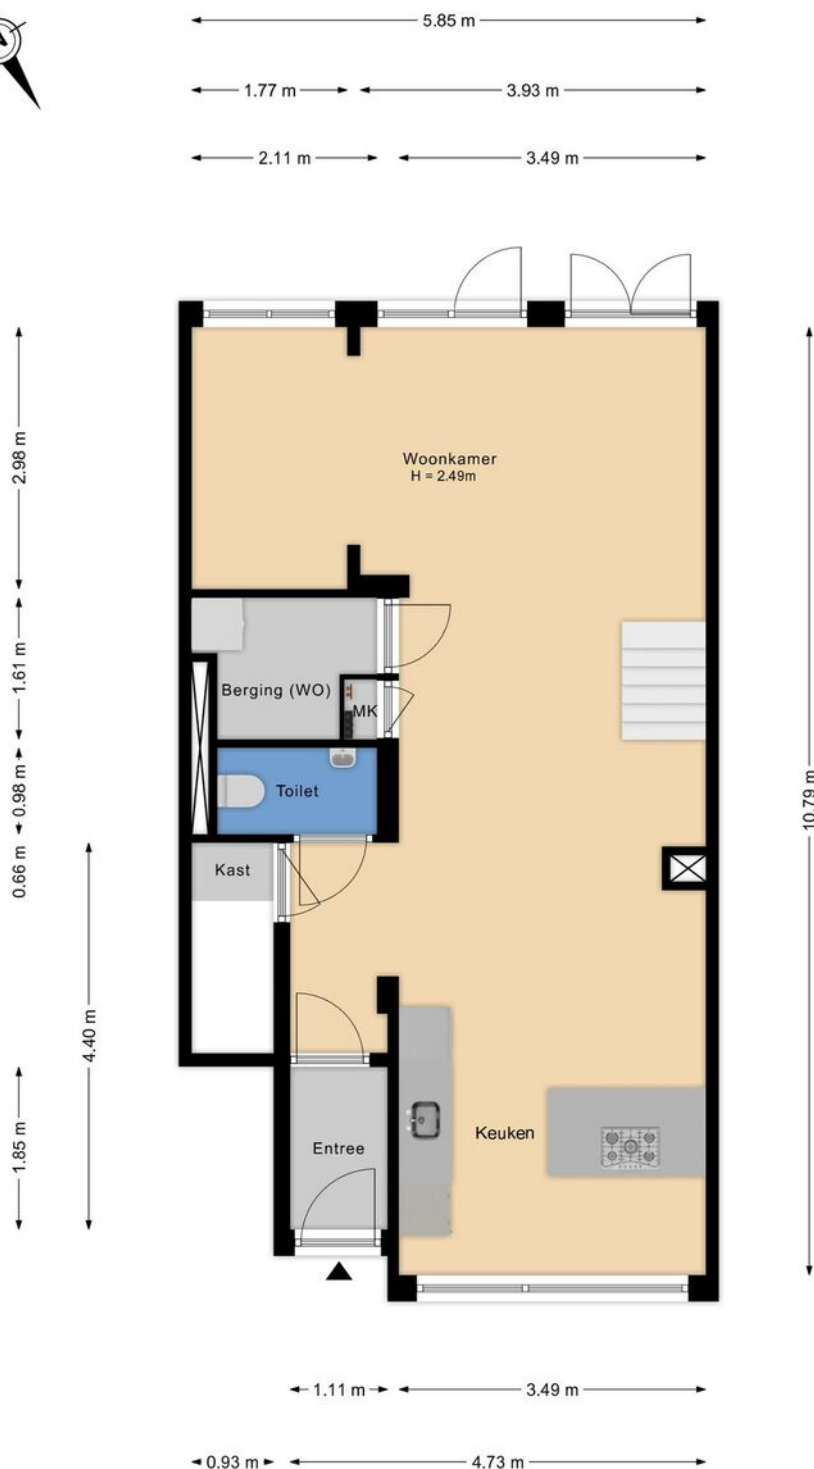 5.85 m
1.77 m
3.93 m
2.11 m
3.49 m
2.98 m
Woonkamer
H = 2.49m
1.61 m
Berging (WO)
MK
0.98 m
Toilet
10.79 m
0.66 m
Kast
4.40 m
1.85 m
Keuken
Entree
1.11 m
3.49 m
0.93 m
4.73 m